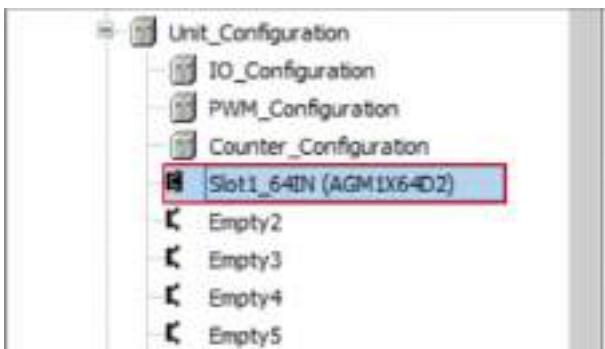 Unit_Configuration
IO_Configuration
PWM_Configuration
Counter_Configuration
Slot1_64IN (AGM1X64D2)
Empty2
Empty3
Empty4
Empty5